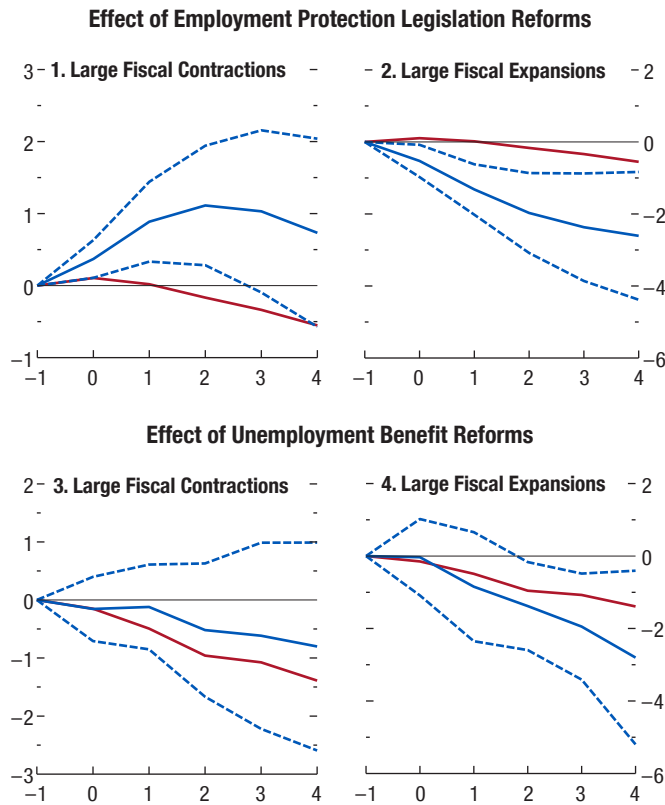 Effect of Employment Protection Legislation Reforms
1. Large Fiscal Contractions
3
2
1
0
−1
−1 0 1 2 3 4
2. Large Fiscal Expansions
2
0
−2
−4
−6
−1 0 1 2 3 4
Effect of Unemployment Benefit Reforms
3. Large Fiscal Contractions
2
1
0
−1
−2
−3
−1 0 1 2 3 4
4. Large Fiscal Expansions
2
0
−2
−4
−6
−1 0 1 2 3 4